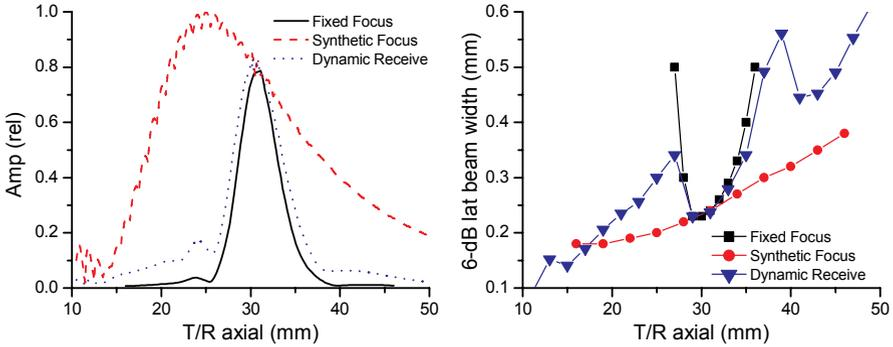 1.0
0.8
0.6
0.4
0.2
0.0
Amp (rel)
10 20 30 40 50
T/R axial (mm)
Fixed Focus
Synthetic Focus
Dynamic Receive
0.6
0.5
0.4
0.3
0.2
0.1
6-dB lat beam width (mm)
Fixed Focus
Synthetic Focus
Dynamic Receive
10 20 30 40 50
T/R axial (mm)